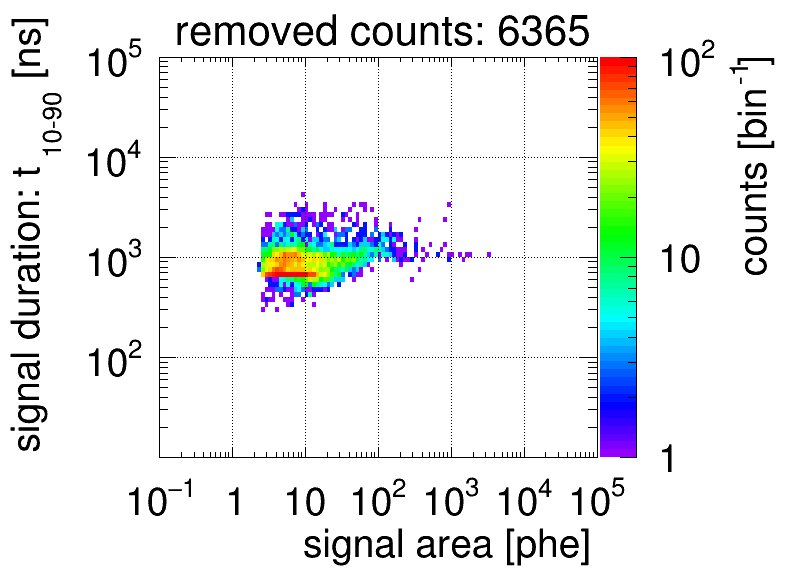 removed counts: 6365
signal duration: t 10-90 [ns]
10^5
10^4
10^3
10^2
10^−1 1 10 10^2 10^3 10^4 10^5
signal area [phe]
10^2
10
1
counts [bin^-1]